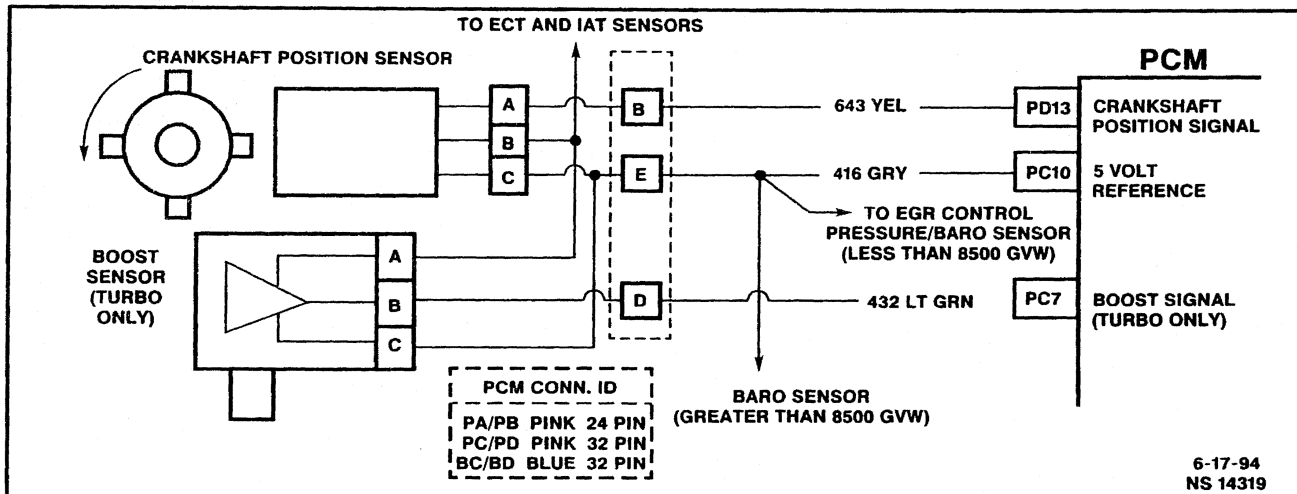 TO ECT AND IAT SENSORS
CRANKSHAFT POSITION SENSOR
PCM
A
B
C
B
E
D
643 YEL
416 GRY
432 LT GRN
PD13
CRANKSHAFT
POSITION SIGNAL
PC10
5 VOLT
REFERENCE
TO EGR CONTROL
PRESSURE/BARO SENSOR
(LESS THAN 8500 GVW)
BOOST
SENSOR
(TURBO
ONLY)
A
B
C
PC7
BOOST SIGNAL
(TURBO ONLY)
PCM CONN. ID
PA/PB PINK 24 PIN
PC/PD PINK 32 PIN
BC/BD BLUE 32 PIN
BARO SENSOR
(GREATER THAN 8500 GVW)
6-17-94
NS 14319